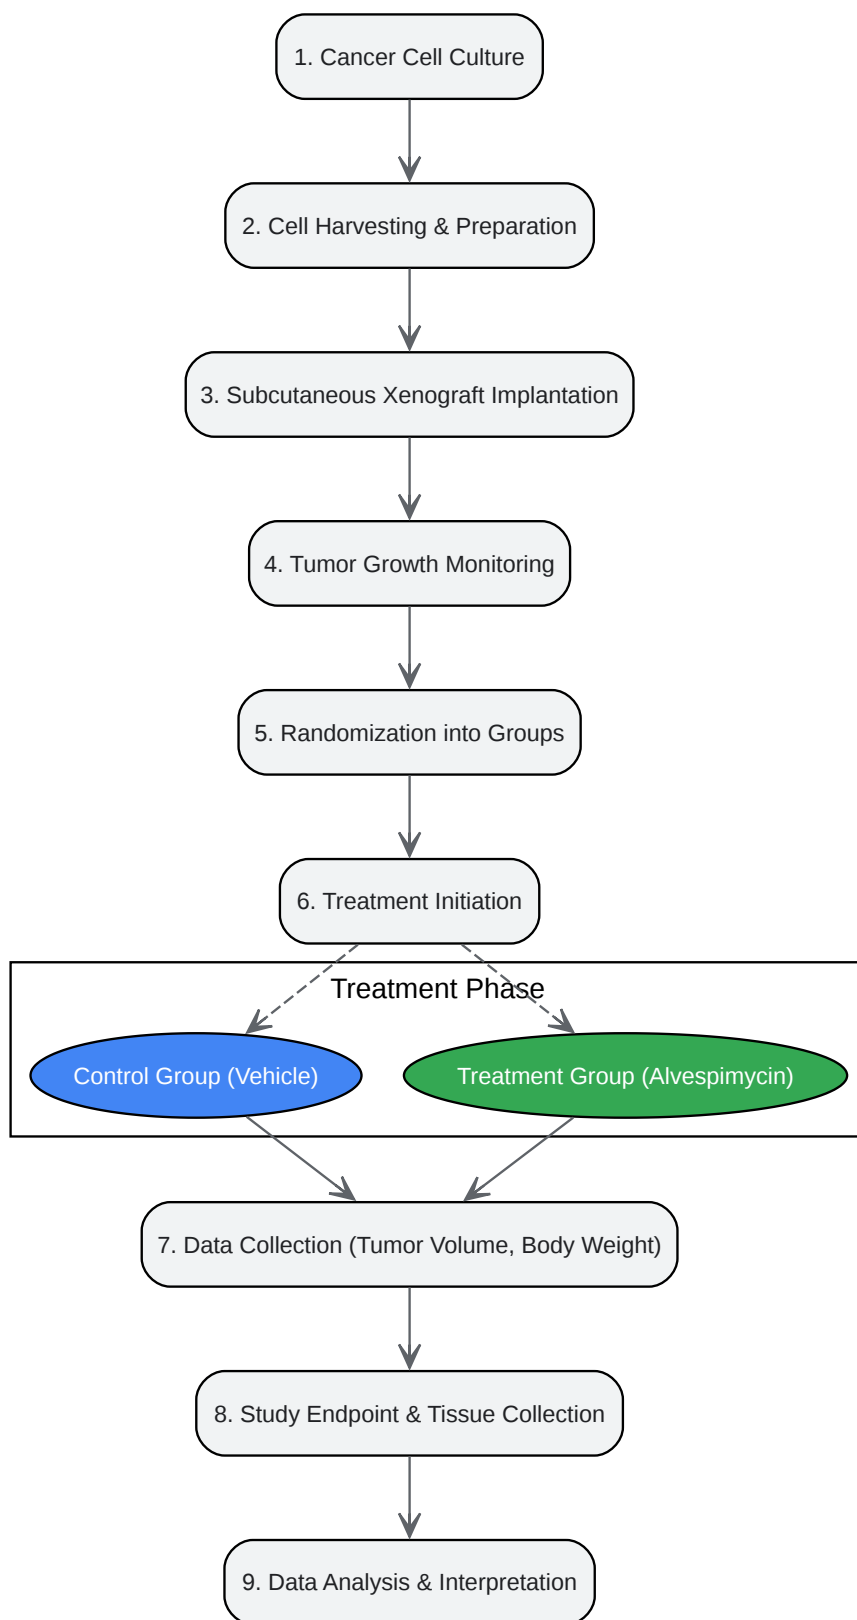 1. Cancer Cell Culture
2. Cell Harvesting & Preparation
3. Subcutaneous Xenograft Implantation
4. Tumor Growth Monitoring
5. Randomization into Groups
6. Treatment Initiation
Treatment Phase
Control Group (Vehicle)
Treatment Group (Alvespimycin)
7. Data Collection (Tumor Volume, Body Weight)
8. Study Endpoint & Tissue Collection
9. Data Analysis & Interpretation